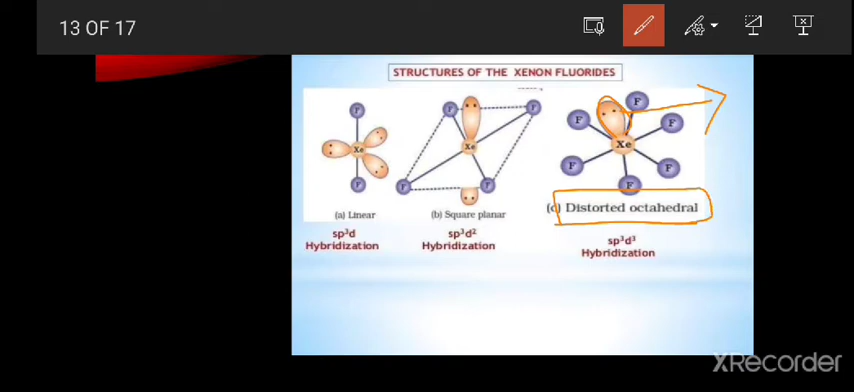 13 OF 17
STRUCTURES OF THE XENON FLUORIDES
F F F F F
F F
Xe Xe Xe
F F F
F F F F
(a) Linear (b) Square planar (c) Distorted octahedral
sp³d sp³d² sp³d³
Hybridization Hybridization Hybridization
XRecorder